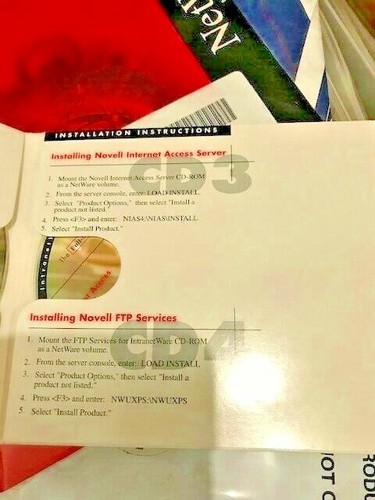 NetW
INSTALLATION INSTRUCTIONS
Installing Novell Internet Access Server
CD3
1. Mount the Novell Internet Access Server CD-ROM
as a NetWare volume.
2. From the server console, enter: LOAD INSTALL
3. Select "Product Options," then select "Install a
product not listed."
4. Press <F3> and enter: NIAS4:\NIAS\INSTALL
5. Select "Install Product."
Intranet
The Full
Access
Installing Novell FTP Services
CD4
1. Mount the FTP Services for IntranetWare CD-ROM
as a NetWare volume.
2. From the server console, enter: LOAD INSTALL
3. Select "Product Options," then select "Install a
product not listed."
4. Press <F3> and enter: NWUXPS:\NWUXPS
5. Select "Install Product."